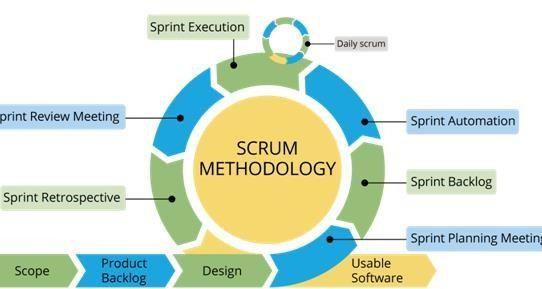 Sprint Execution
Daily scrum
print Review Meeting
Sprint Automation
SCRUM
METHODOLOGY
Sprint Retrospective
Sprint Backlog
Sprint Planning Meeting
Scope
Product
Backlog
Design
Usable
Software